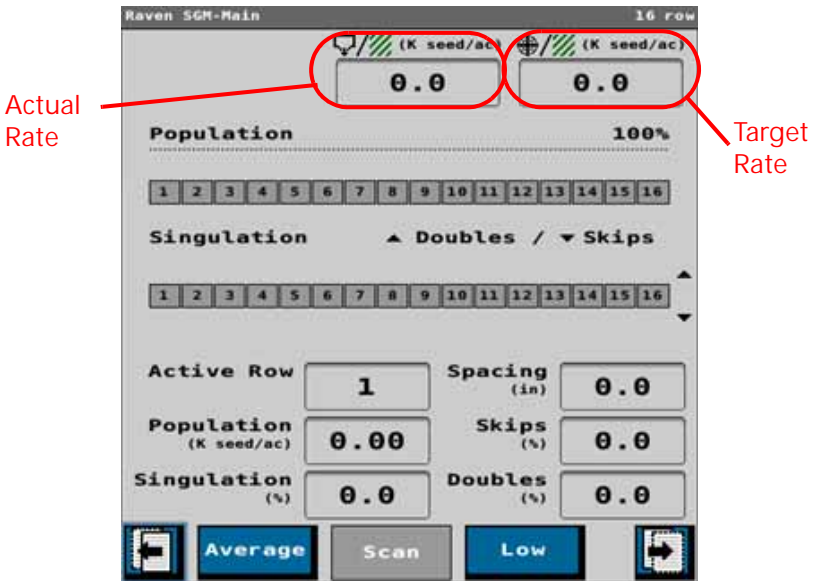 Raven SGM-Main 16 row
(K seed/ac) (K seed/ac)
0.0 0.0
Actual Rate
Target Rate
Population 100%
1 2 3 4 5 6 7 8 9 10 11 12 13 14 15 16
Singulation ▲ Doubles / ▼ Skips
1 2 3 4 5 6 7 8 9 10 11 12 13 14 15 16
Active Row 1 Spacing (in) 0.0
Population (K seed/ac) 0.00 Skips (%) 0.0
Singulation (%) 0.0 Doubles (%) 0.0
Average Scan Low